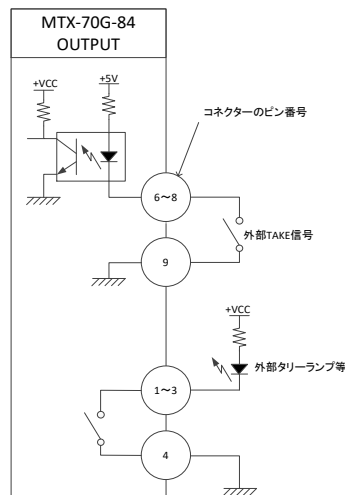 MTX-70G-84
OUTPUT
+VCC
+5V
コネクターのピン番号
6～8
外部TAKE信号
9
+VCC
1～3
外部タリーランプ等
4